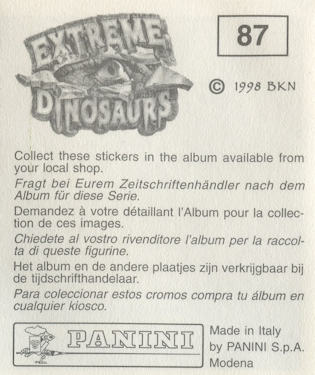 EXTREME
DINOSAURS
87
© 1998 BKN
Collect these stickers in the album available from
your local shop.
Fragt bei Eurem Zeitschriftenhändler nach dem
Album für diese Serie.
Demandez à votre détaillant l'Album pour la collec-
tion de ces images.
Chiedete al vostro rivenditore l'album per la raccol-
ta di queste figurine.
Het album en de andere plaatjes zijn verkrijgbaar bij
de tijdschrifthandelaar.
Para coleccionar estos cromos compra tu álbum en
cualquier kiosco.
PANINI
Made in Italy
by PANINI S.p.A.
Modena